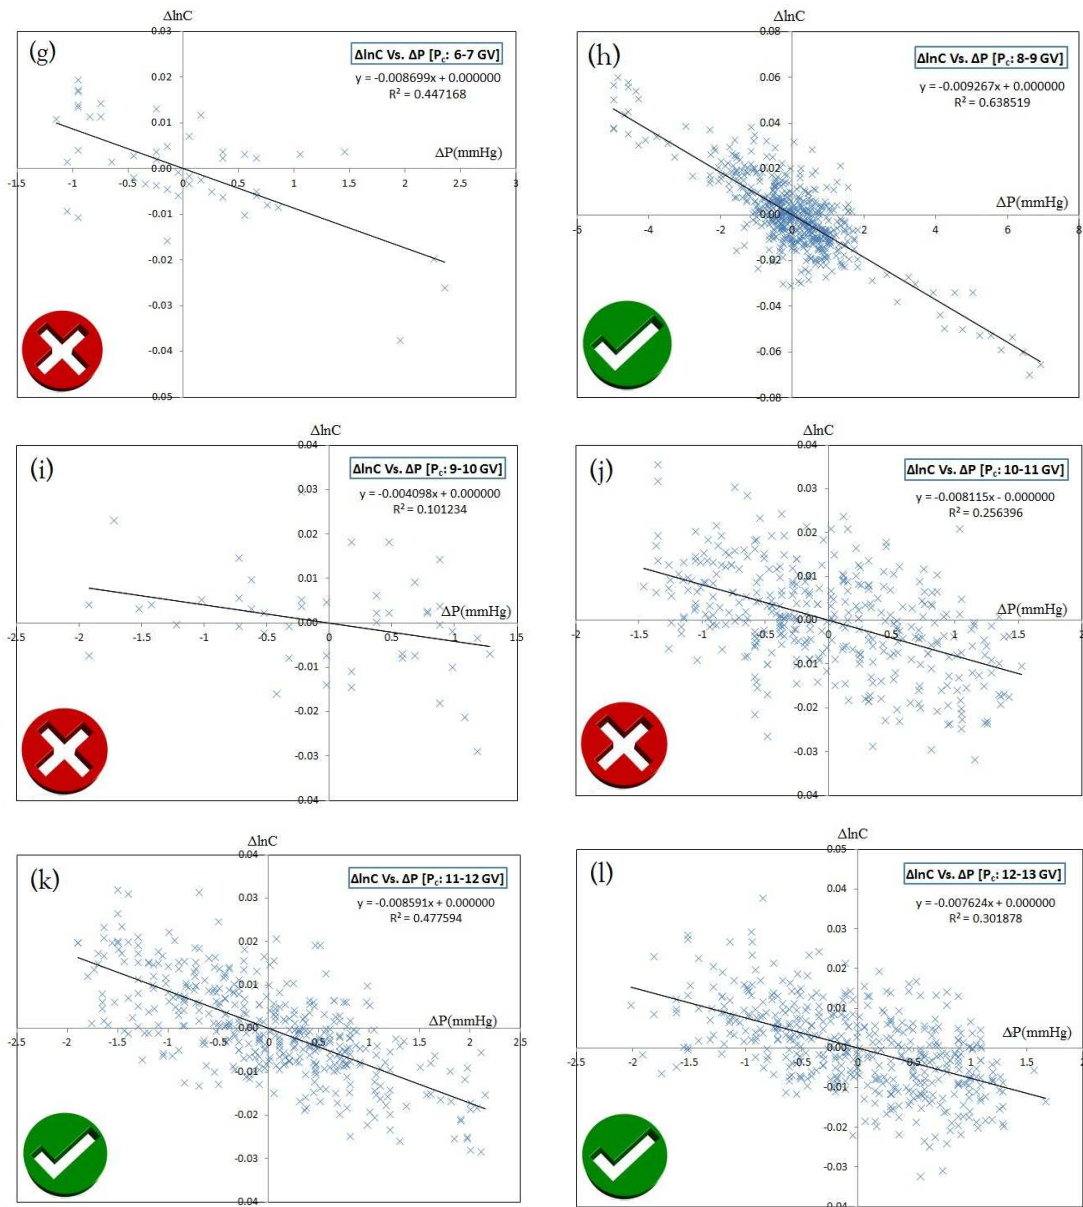 ΔlnC
(g)
0.03
ΔlnC Vs. ΔP [P꜀: 6-7 GV]
y = -0.008699x + 0.000000
R² = 0.447168
0.02
0.01
ΔP(mmHg)
0.00
-1.5 -1 -0.5 0 0.5 1 1.5 2 2.5 3
-0.01
-0.02
-0.03
-0.04
0.05
ΔlnC
(h)
0.08
ΔlnC Vs. ΔP [P꜀: 8-9 GV]
y = -0.009267x + 0.000000
R² = 0.638519
0.06
0.04
0.02
0.00
ΔP(mmHg)
-6 -4 -2 0 2 4 6 8
-0.02
-0.04
-0.06
-0.08
ΔlnC
(i)
0.04
ΔlnC Vs. ΔP [P꜀: 9-10 GV]
y = -0.004098x + 0.000000
R² = 0.101234
0.03
0.02
0.01
0.00
ΔP(mmHg)
-2.5 -2 -1.5 -1 -0.5 0 0.5 1 1.5
-0.01
-0.02
-0.03
0.04
ΔlnC
(j)
0.04
ΔlnC Vs. ΔP [P꜀: 10-11 GV]
y = -0.008115x - 0.000000
R² = 0.256396
0.03
0.02
0.01
0.00
ΔP(mmHg)
-2 -1.5 -1 -0.5 0 0.5 1 1.5 2
-0.01
-0.02
-0.03
0.04
ΔlnC
(k)
0.04
ΔlnC Vs. ΔP [P꜀: 11-12 GV]
y = -0.008591x + 0.000000
R² = 0.477594
0.03
0.02
0.01
0.00
ΔP(mmHg)
-2.5 -2 -1.5 -1 -0.5 0 0.5 1 1.5 2 2.5
-0.01
-0.02
-0.03
0.04
ΔlnC
(l)
0.05
ΔlnC Vs. ΔP [P꜀: 12-13 GV]
y = -0.007624x + 0.000000
R² = 0.301878
0.04
0.03
0.02
0.01
0.00
ΔP(mmHg)
-2.5 -2 -1.5 -1 -0.5 0 0.5 1 1.5 2
-0.01
-0.02
-0.03
0.04